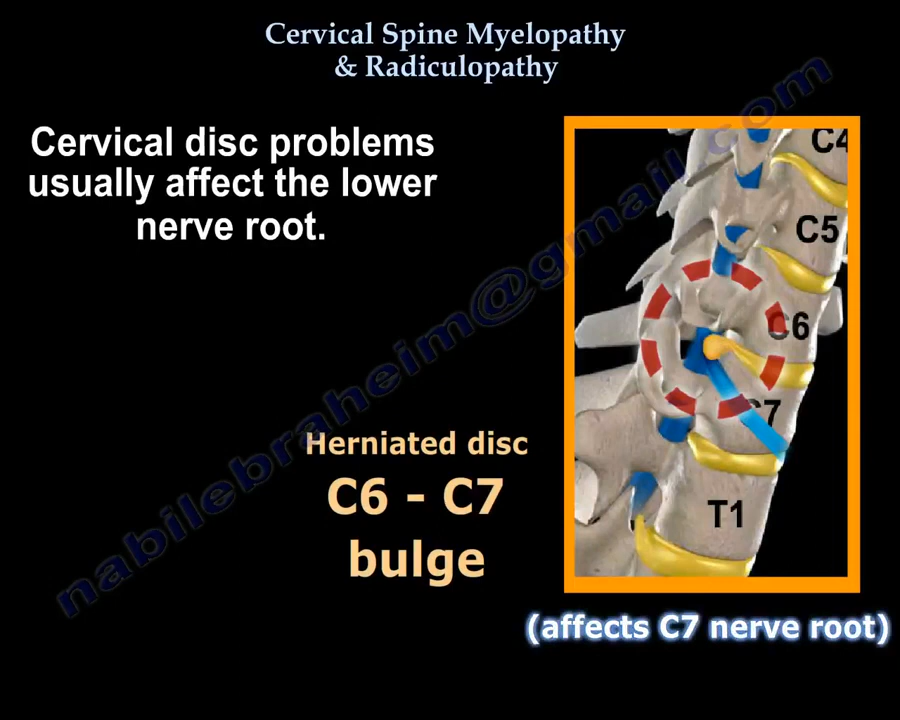 Cervical Spine Myelopathy
& Radiculopathy
Cervical disc problems
usually affect the lower
nerve root.
C4
C5
C6
C7
T1
Herniated disc
C6 - C7
bulge
(affects C7 nerve root)
nabilebraheim@gmail.com